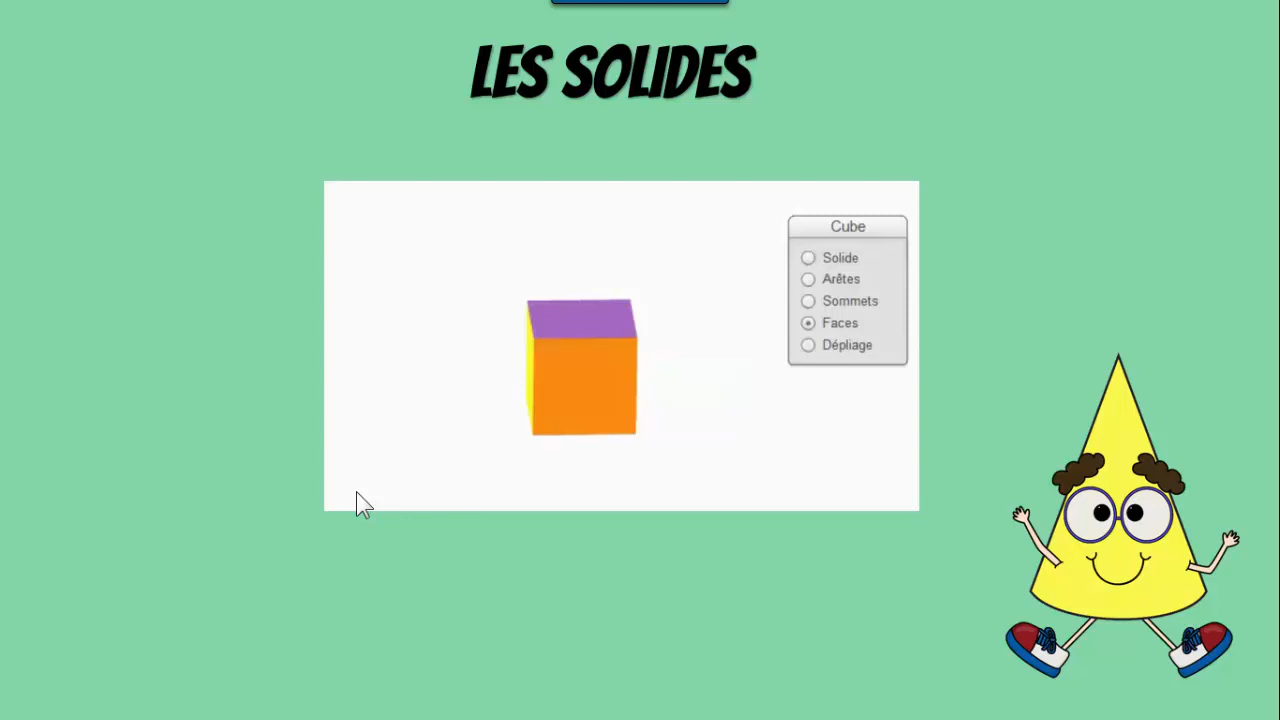 LES SOLIDES
Cube
Solide
Arêtes
Sommets
Faces
Dépliage